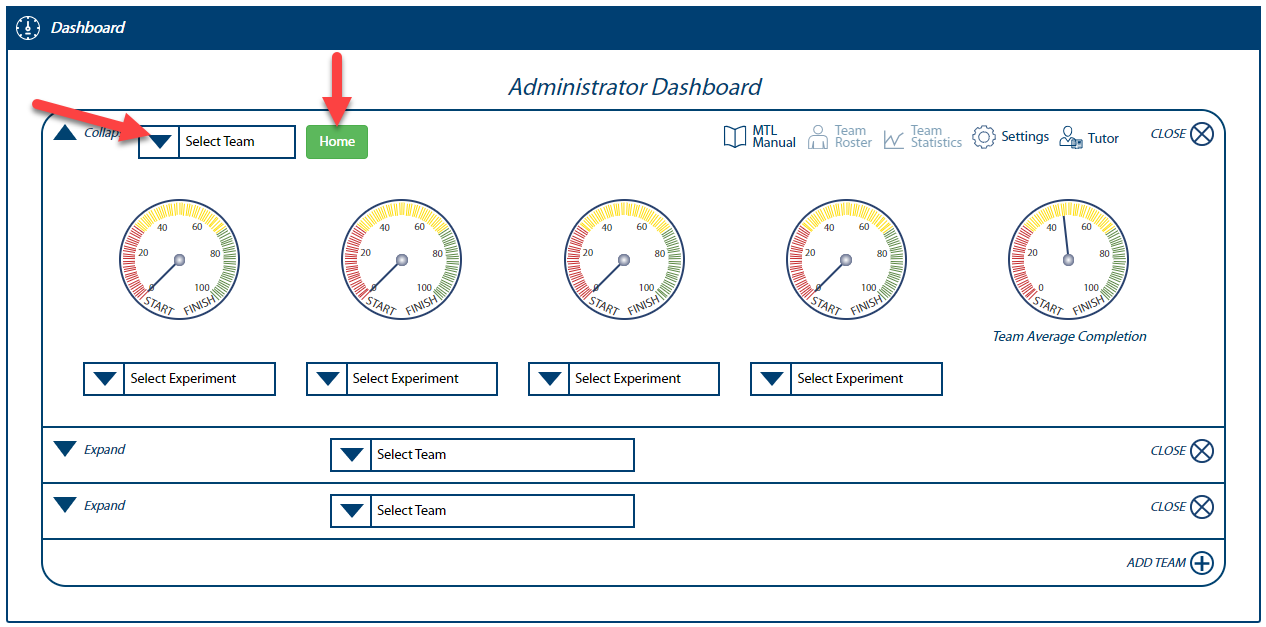 Dashboard
Administrator Dashboard
Collap
Select Team
Home
MTL
Manual
Team
Roster
Team
Statistics
Settings
Tutor
CLOSE
0 20 40 60 80 100
START FINISH
0 20 40 60 80 100
START FINISH
0 20 40 60 80 100
START FINISH
0 20 40 60 80 100
START FINISH
0 20 40 60 80 100
START FINISH
Team Average Completion
Select Experiment
Select Experiment
Select Experiment
Select Experiment
Expand
Select Team
CLOSE
Expand
Select Team
CLOSE
ADD TEAM